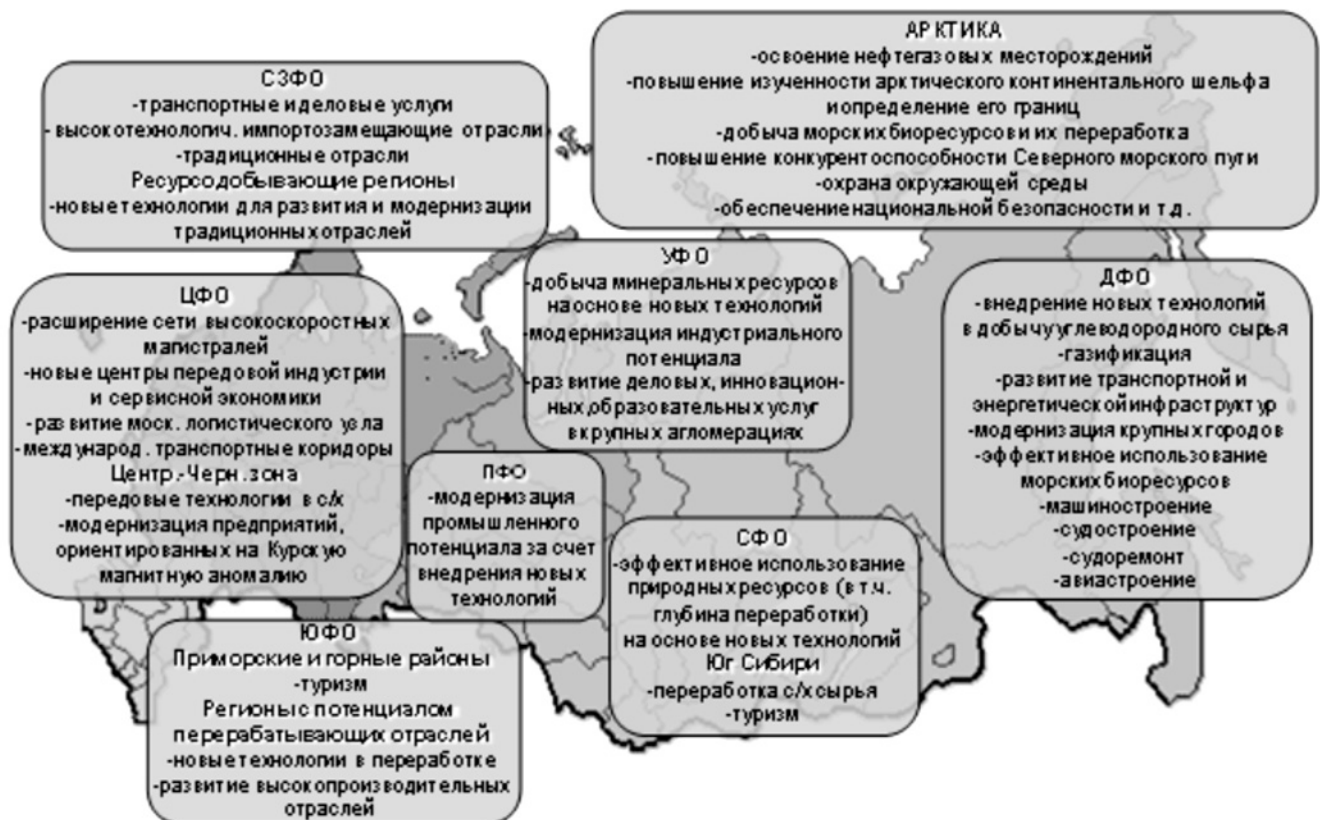 СЗФО
-транспортные и деловые услуги
- высокотехнологич. импортозамещающие отрасли
-традиционные отрасли
Ресурсодобывающие регионы
-новые технологии для развития и модернизации
традиционных отраслей
АРКТИКА
-освоение нефтегазовых месторождений
-повышение изученности арктического континентального шельфа
и определение его границ
-добыча морских биоресурсов и их переработка
-повышение конкурентоспособности Северного морского пути
-охрана окружающей среды
-обеспечение национальной безопасности и т.д.
ЦФО
-расширение сети высокоскоростных
магистралей
-новые центры передовой индустрии
и сервисной экономики
-развитие моск. логистического узла
-международ. транспортные коридоры
Центр.-Черн. зона
-передовые технологии в с/х
-модернизация предприятий,
ориентированных на Курскую
магнитную аномалию
УФО
-добыча минеральных ресурсов
на основе новых технологий
-модернизация индустриального
потенциала
-развитие деловых, инновацион-
ных,образовательных услуг
в крупных агломерациях
ДФО
-внедрение новых технологий
в добычу углеводородного сырья
-газификация
-развитие транспортной и
энергетической инфраструктур
-модернизация крупных городов
-эффективное использование
морских биоресурсов
-машиностроение
-судостроение
-судоремонт
-авиастроение
ПФО
-модернизация
промышленного
потенциала за счет
внедрения новых
технологий
СФО
-эффективное использование
природных ресурсов (в т.ч.
глубина переработки)
на основе новых технологий
Юг Сибири
-переработка с/х сырья
-туризм
ЮФО
Приморские и горные районы
-туризм
Регионы с потенциалом
перерабатывающих отраслей
-новые технологии в переработке
-развитие высокопроизводительных
отраслей